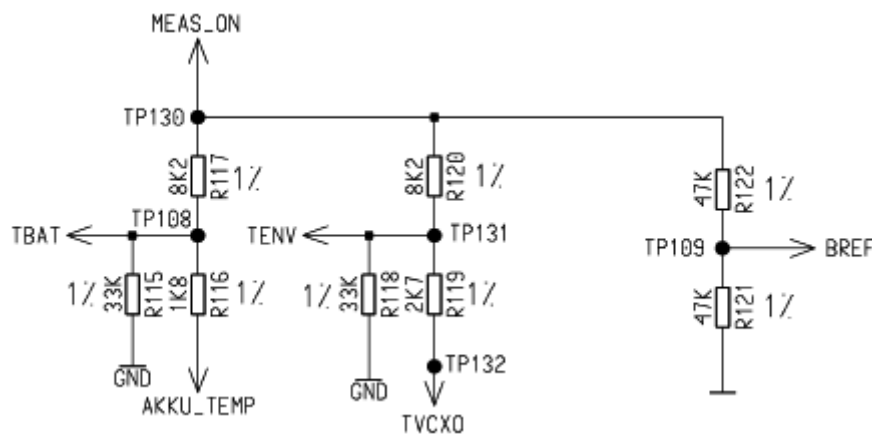 MEAS_ON
TP130
8K2
R117
1%
8K2
R120
1%
47K
R122
1%
TBAT
TP108
TENV
TP131
TP109
BREF
1%
33K
R115
1K8
R116
1%
1%
33K
R118
2K7
R119
1%
47K
R121
1%
GND
AKKU_TEMP
GND
TP132
TVCXO